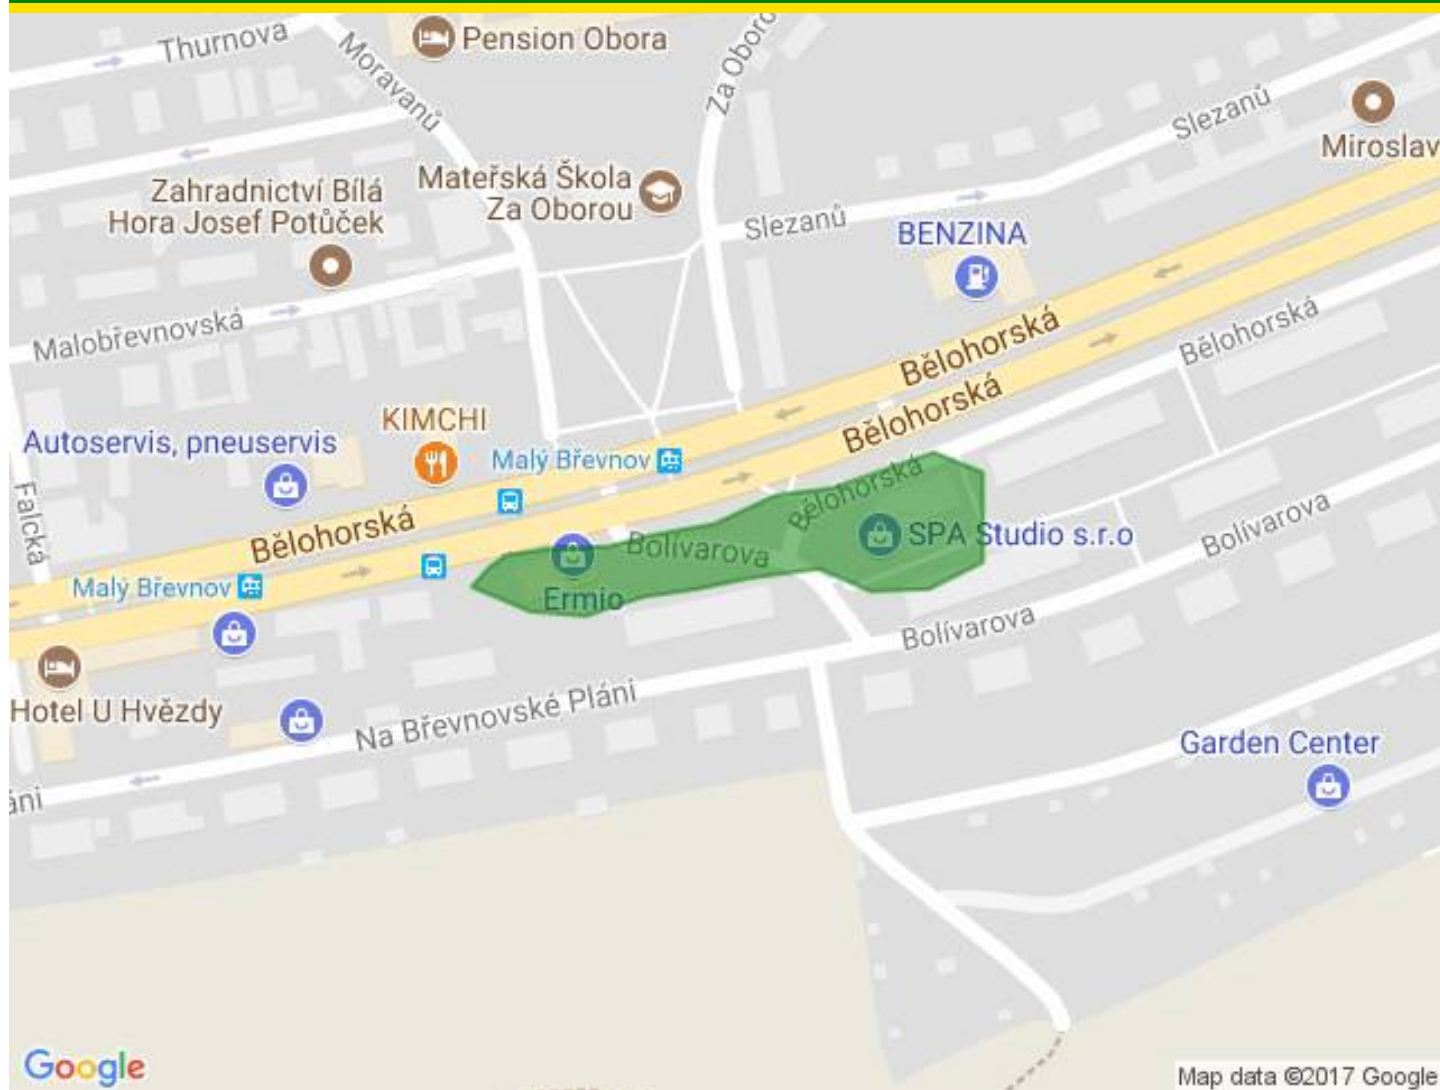 Thurnova
Moravanů
Pension Obora
Za Oboro
Slezanů
Miroslav
Zahradnictví Bílá
Hora Josef Potůček
Mateřská Škola
Za Oborou
Slezanů
BENZINA
Malobřevnovská
Bělohorská
Bělohorská
Bělohorská
KIMCHI
Autoservis, pneuservis
Malý Břevnov
Falcká
Bělohorská
Bělohorská
Bolívarova
SPA Studio s.r.o
Bolívarova
Malý Břevnov
Ermio
Bolívarova
Hotel U Hvězdy
Na Břevnovské Pláni
Garden Center
áni
Google
Map data ©2017 Google